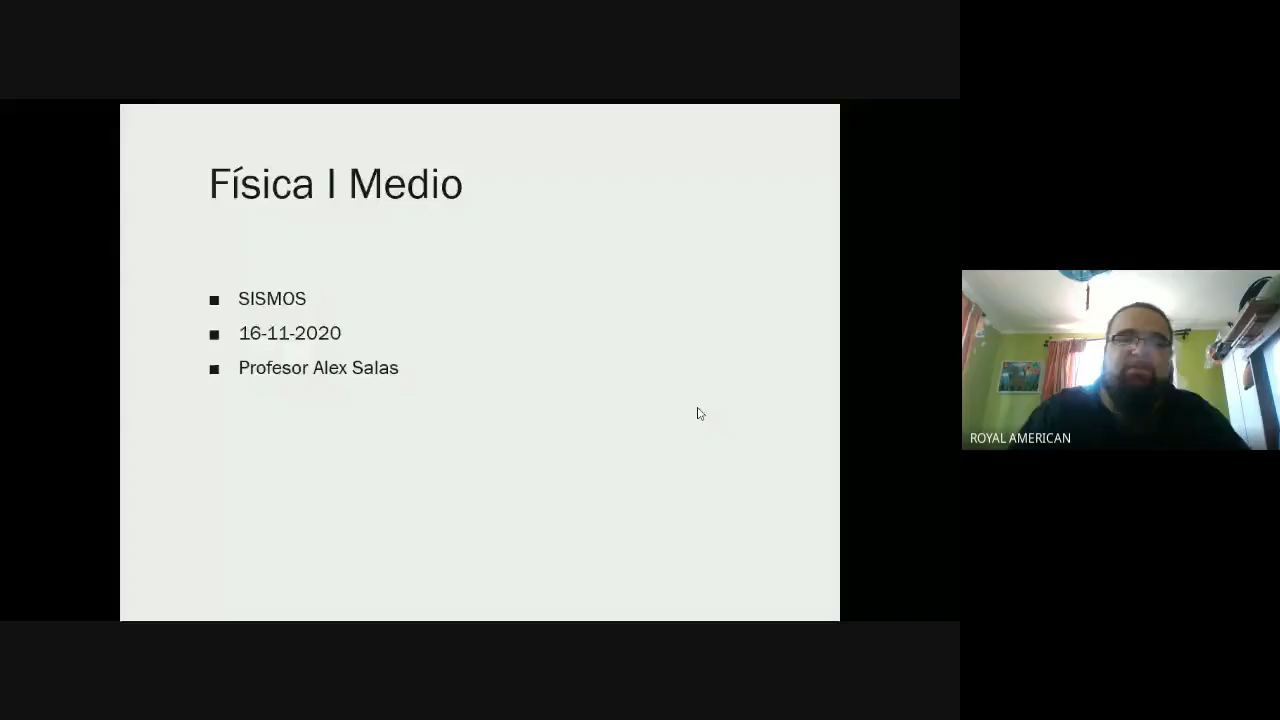 Física I Medio
SISMOS
16-11-2020
Profesor Alex Salas
ROYAL AMERICAN